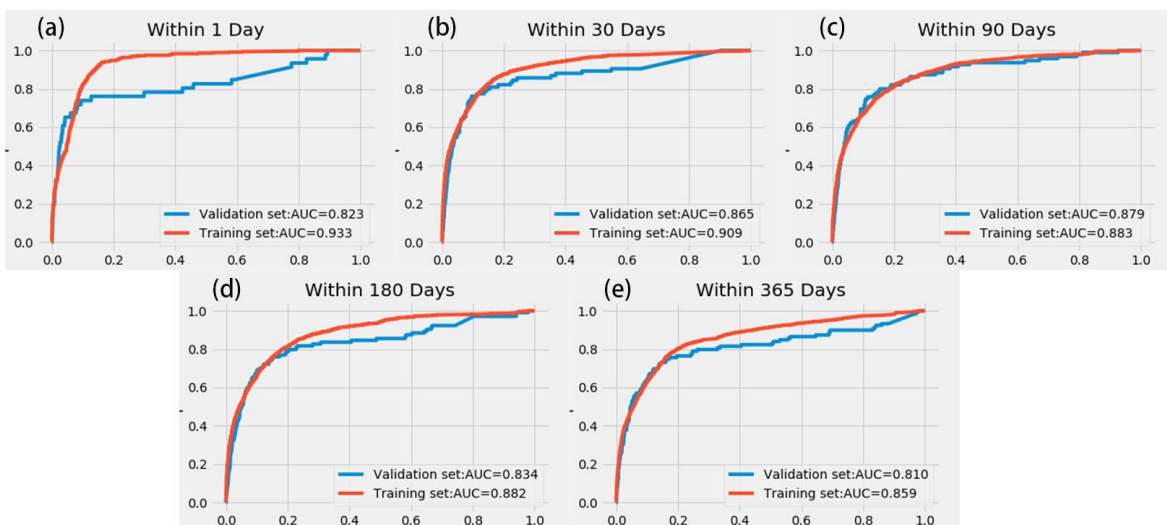 (a) Within 1 Day
1.0
0.8
0.6
0.4
0.2
0.0
Validation set:AUC=0.823
Training set:AUC=0.933
0.0 0.2 0.4 0.6 0.8 1.0
(b) Within 30 Days
1.0
0.8
0.6
0.4
0.2
0.0
Validation set:AUC=0.865
Training set:AUC=0.909
0.0 0.2 0.4 0.6 0.8 1.0
(c) Within 90 Days
1.0
0.8
0.6
0.4
0.2
0.0
Validation set:AUC=0.879
Training set:AUC=0.883
0.0 0.2 0.4 0.6 0.8 1.0
(d) Within 180 Days
1.0
0.8
0.6
0.4
0.2
0.0
Validation set:AUC=0.834
Training set:AUC=0.882
0.0 0.2 0.4 0.6 0.8 1.0
(e) Within 365 Days
1.0
0.8
0.6
0.4
0.2
0.0
Validation set:AUC=0.810
Training set:AUC=0.859
0.0 0.2 0.4 0.6 0.8 1.0